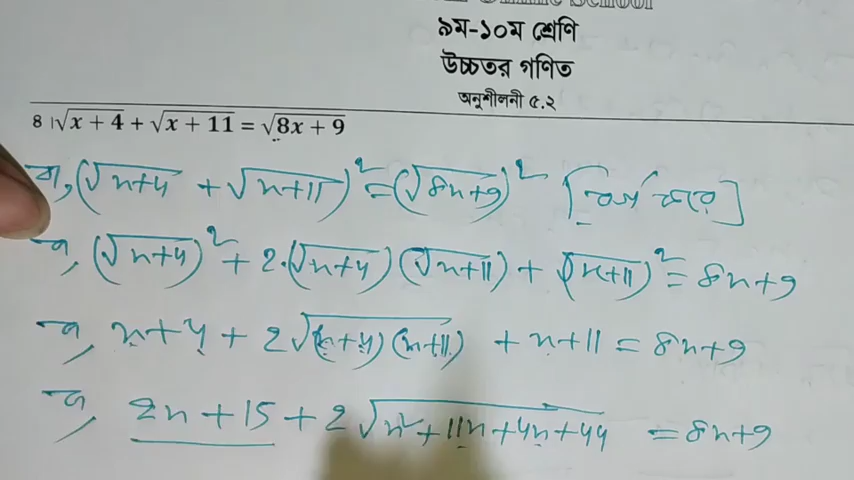 Online School
৯ম-১০ম শ্রেণি
উচ্চতর গণিত
অনুশীলনী ৫.২
8।√(x + 4) + √(x + 11) = √(8x + 9)
বা, (√(x+4) + √(x+11))² = (√(8x+9))² [বর্গ করে]
বা, (√(x+4))² + 2·(√(x+4)) (√(x+11)) + (√(x+11))² = 8x+9
বা, x+4 + 2√((x+4)(x+11)) + x+11 = 8x+9
বা, 2x+15 + 2√(x²+11x+4x+44) = 8x+9